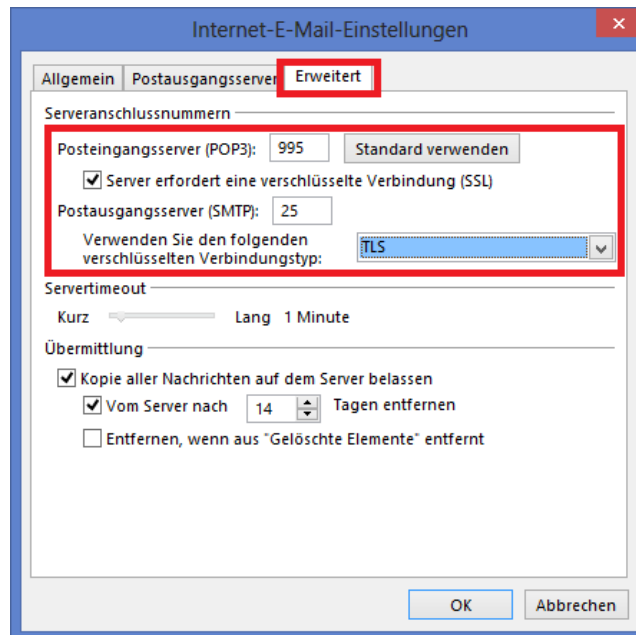 Internet-E-Mail-Einstellungen
Allgemein Postausgangsserver Erweitert
Serveranschlussnummern
Posteingangsserver (POP3): 995 Standard verwenden
Server erfordert eine verschlüsselte Verbindung (SSL)
Postausgangsserver (SMTP): 25
Verwenden Sie den folgenden
verschlüsselten Verbindungstyp: TLS
Servertimeout
Kurz Lang 1 Minute
Übermittlung
Kopie aller Nachrichten auf dem Server belassen
Vom Server nach 14 Tagen entfernen
Entfernen, wenn aus "Gelöschte Elemente" entfernt
OK Abbrechen